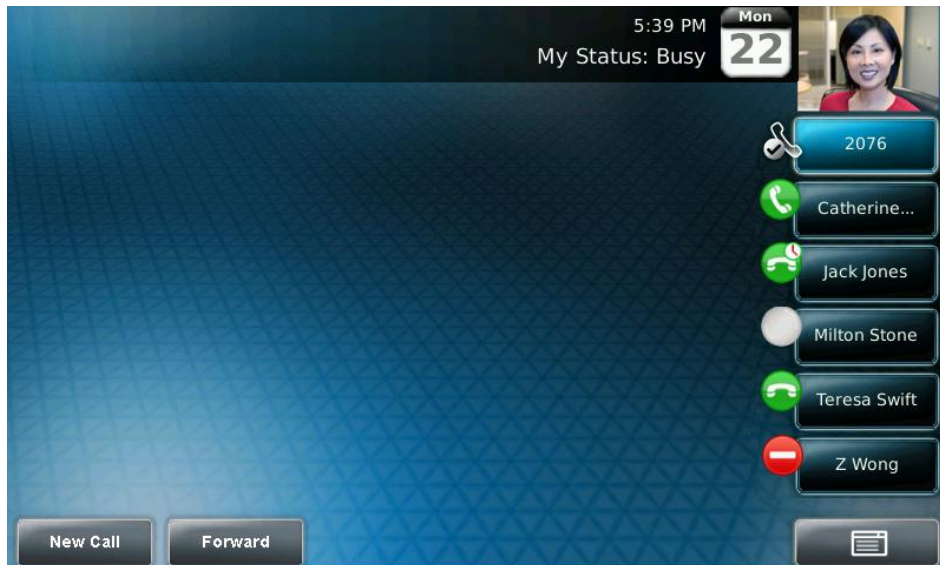 5:39 PM
My Status: Busy
Mon
22
2076
Catherine...
Jack Jones
Milton Stone
Teresa Swift
Z Wong
New Call
Forward